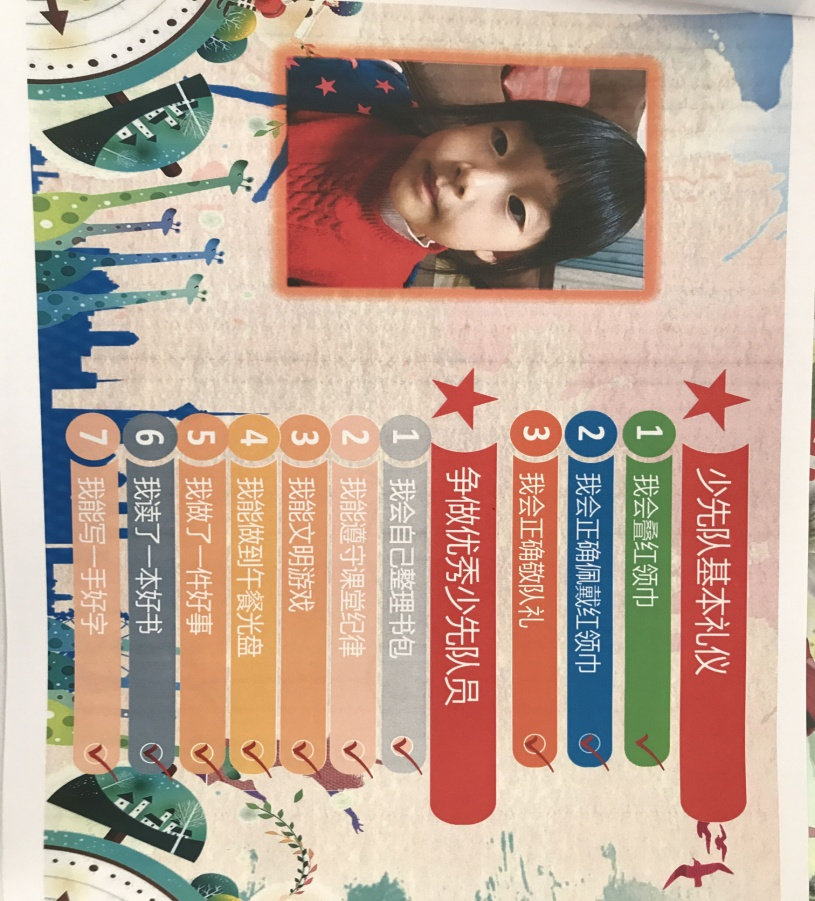 少先队基本礼仪
1 我会叠红领巾
2 我会正确佩戴红领巾
3 我会正确敬队礼
争做优秀少先队员
1 我会自己整理书包
2 我能遵守课堂纪律
3 我能文明游戏
4 我能做到午餐光盘
5 我做了一件好事
6 我读了一本好书
7 我能写一手好字